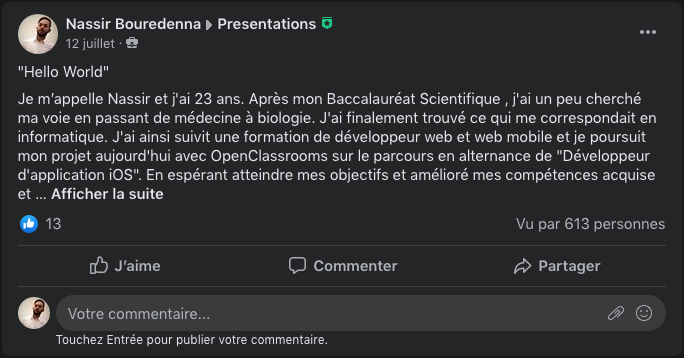 Nassir Bouredenna Presentations
12 juillet ·
"Hello World"
Je m'appelle Nassir et j'ai 23 ans. Après mon Baccalauréat Scientifique , j'ai un peu cherché
ma voie en passant de médecine à biologie. J'ai finalement trouvé ce qui me correspondait en
informatique. J'ai ainsi suivit une formation de développeur web et web mobile et je poursuit
mon projet aujourd'hui avec OpenClassrooms sur le parcours en alternance de "Développeur
d'application iOS". En espérant atteindre mes objectifs et amélioré mes compétences acquise
et ... Afficher la suite
13
Vu par 613 personnes
J'aime Commenter Partager
Votre commentaire...
Touchez Entrée pour publier votre commentaire.